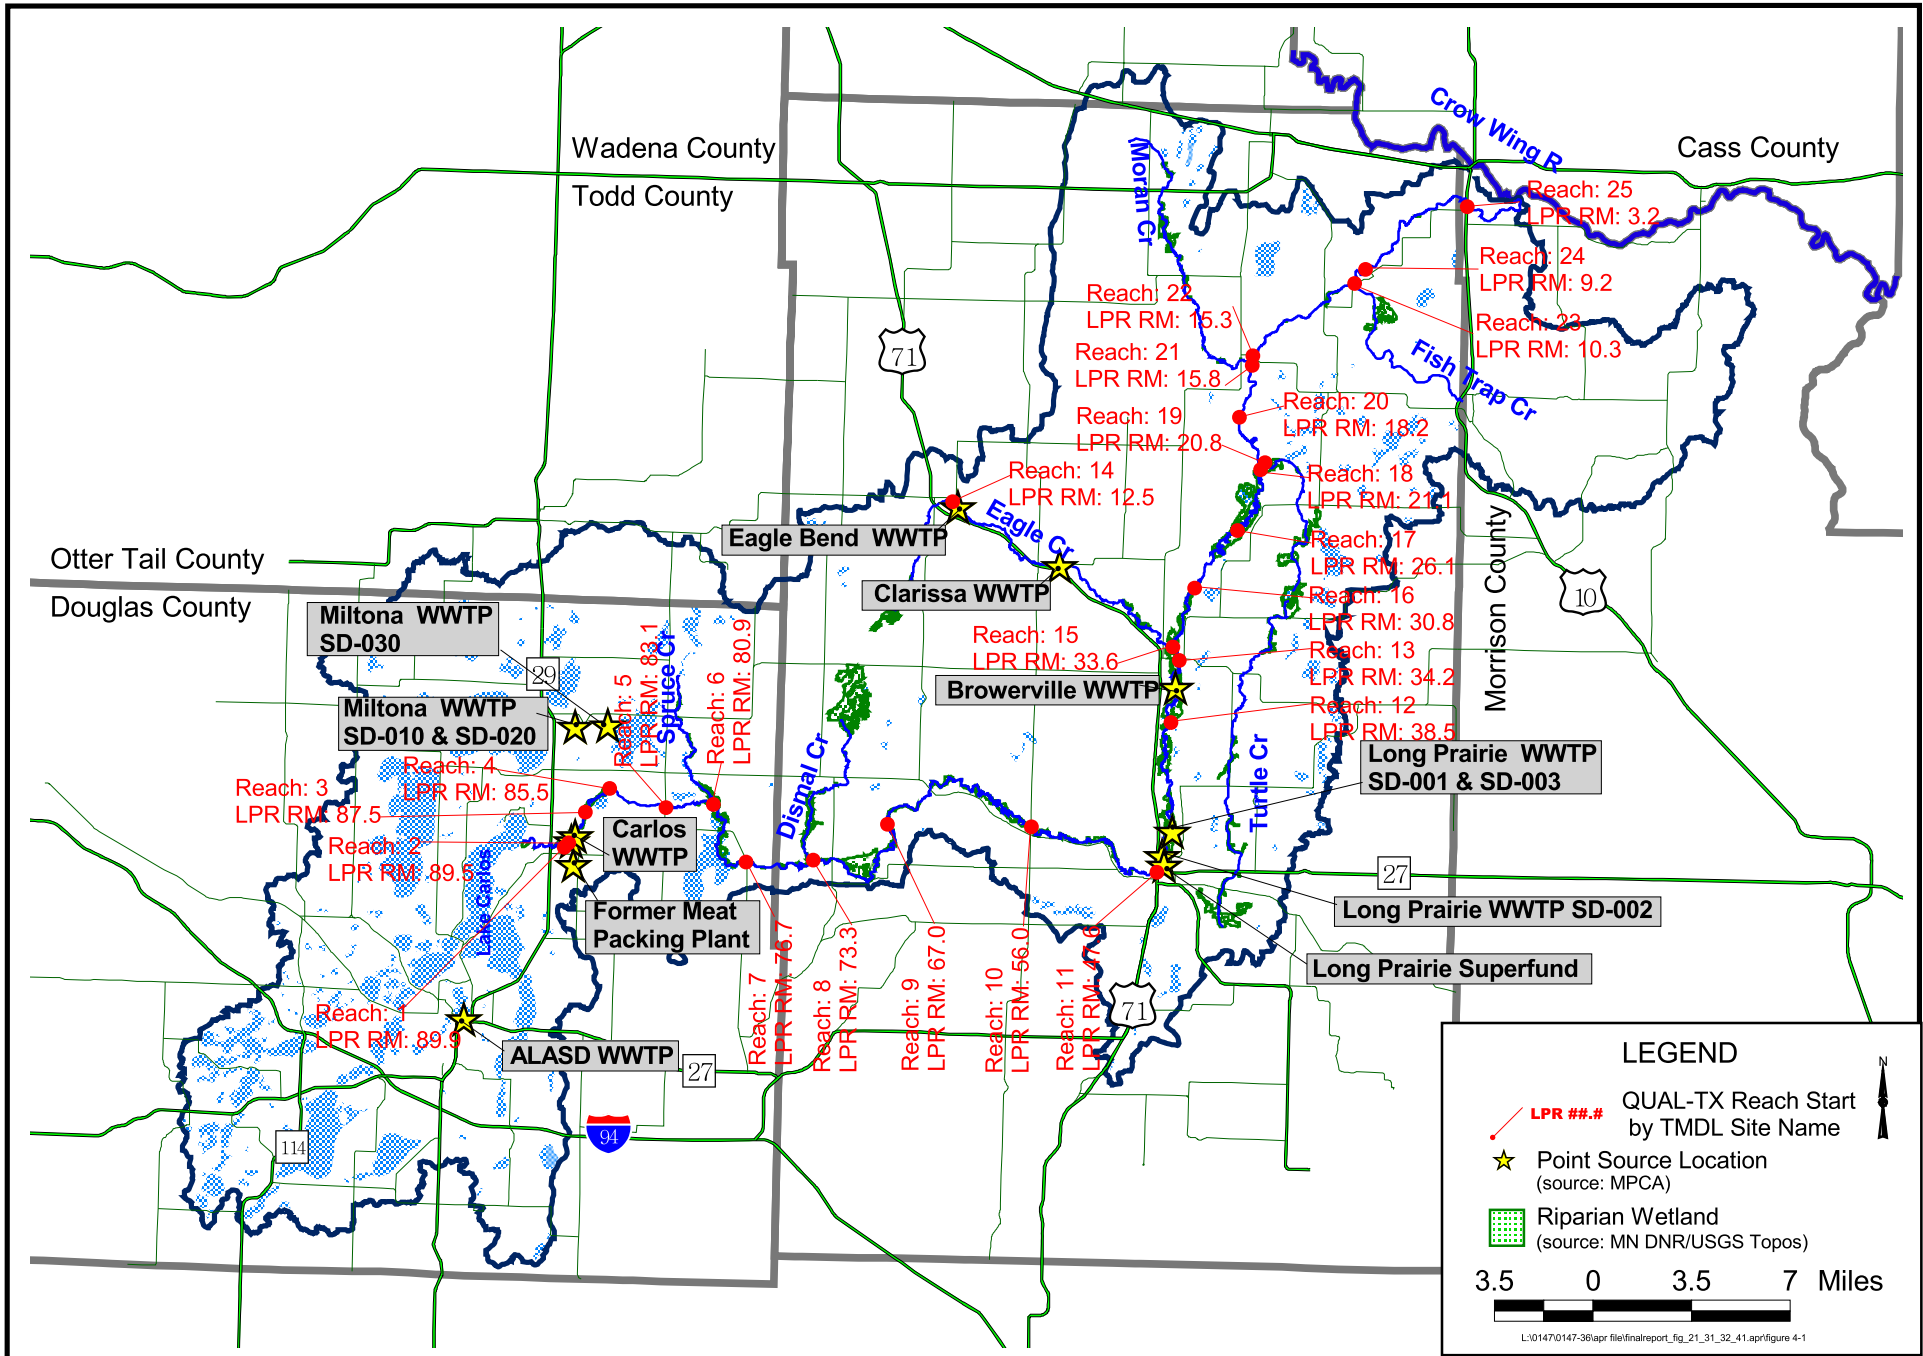 Crow Wing R
Cass County
Wadena County
Todd County
Moran Cr
Reach: 25
LPR RM: 3.2
Reach: 24
LPR RM: 9.2
Reach: 22
LPR RM: 15.3
Reach: 23
LPR RM: 10.3
71
Reach: 21
LPR RM: 15.8
Fish Trap Cr
Reach: 20
LPR RM: 18.2
Reach: 19
LPR RM: 20.8
Reach: 14
LPR RM: 12.5
Reach: 18
LPR RM: 21.1
Eagle Cr
Eagle Bend WWTP
Reach: 17
LPR RM: 26.1
Morrison County
Otter Tail County
Douglas County
Clarissa WWTP
10
Reach: 16
LPR RM: 30.8
Miltona WWTP
SD-030
Reach: 15
LPR RM: 33.6
Reach: 13
LPR RM: 34.2
29
Reach: 5
LPR RM: 83.1
Spruce Cr
Reach: 6
LPR RM: 80.9
Browerville WWTP
Miltona WWTP
SD-010 & SD-020
Reach: 12
LPR RM: 38.5
Long Prairie WWTP
SD-001 & SD-003
Reach: 4
LPR RM: 85.5
Reach: 3
LPR RM: 87.5
Dismal Cr
Turtle Cr
Carlos
WWTP
Reach: 2
LPR RM: 89.5
Lake Carlos
27
Former Meat
Packing Plant
Long Prairie WWTP SD-002
Long Prairie Superfund
Reach: 7
LPR RM: 76.7
Reach: 8
LPR RM: 73.3
Reach: 9
LPR RM: 67.0
Reach: 10
LPR RM: 56.0
Reach: 11
LPR RM: 47.6
71
Reach: 1
LPR RM: 89.9
ALASD WWTP
27
94
114
LEGEND
N
LPR ##.#
QUAL-TX Reach Start
by TMDL Site Name
Point Source Location
(source: MPCA)
Riparian Wetland
(source: MN DNR/USGS Topos)
3.5 0 3.5 7 Miles
L:\0147\0147-36\apr file\finalreport_fig_21_31_32_41.apr\figure 4-1